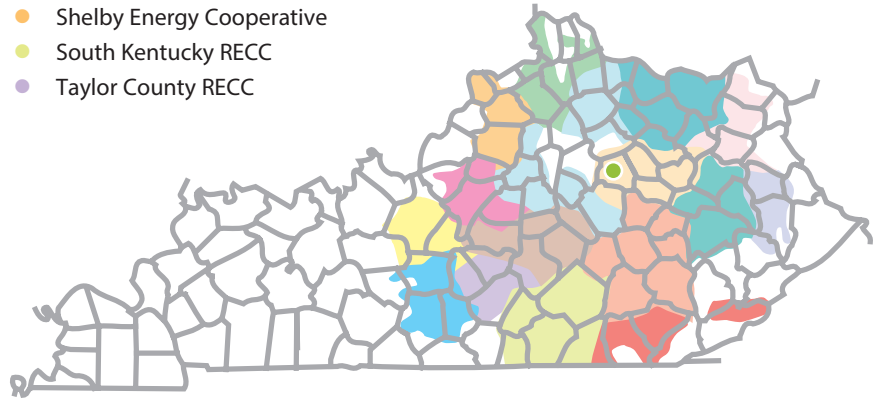 Shelby Energy Cooperative
South Kentucky RECC
Taylor County RECC